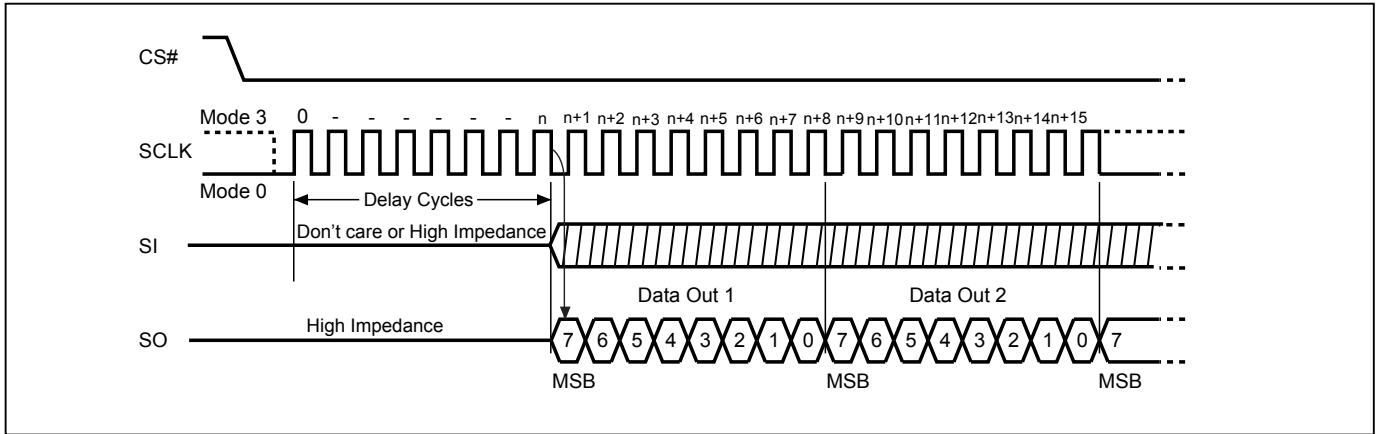 CS#
Mode 3
0 - - - - - - n n+1 n+2 n+3 n+4 n+5 n+6 n+7 n+8 n+9 n+10 n+11 n+12 n+13 n+14 n+15
SCLK
Mode 0
Delay Cycles
Don't care or High Impedance
SI
Data Out 1
Data Out 2
High Impedance
SO
7 6 5 4 3 2 1 0 7 6 5 4 3 2 1 0 7
MSB MSB MSB